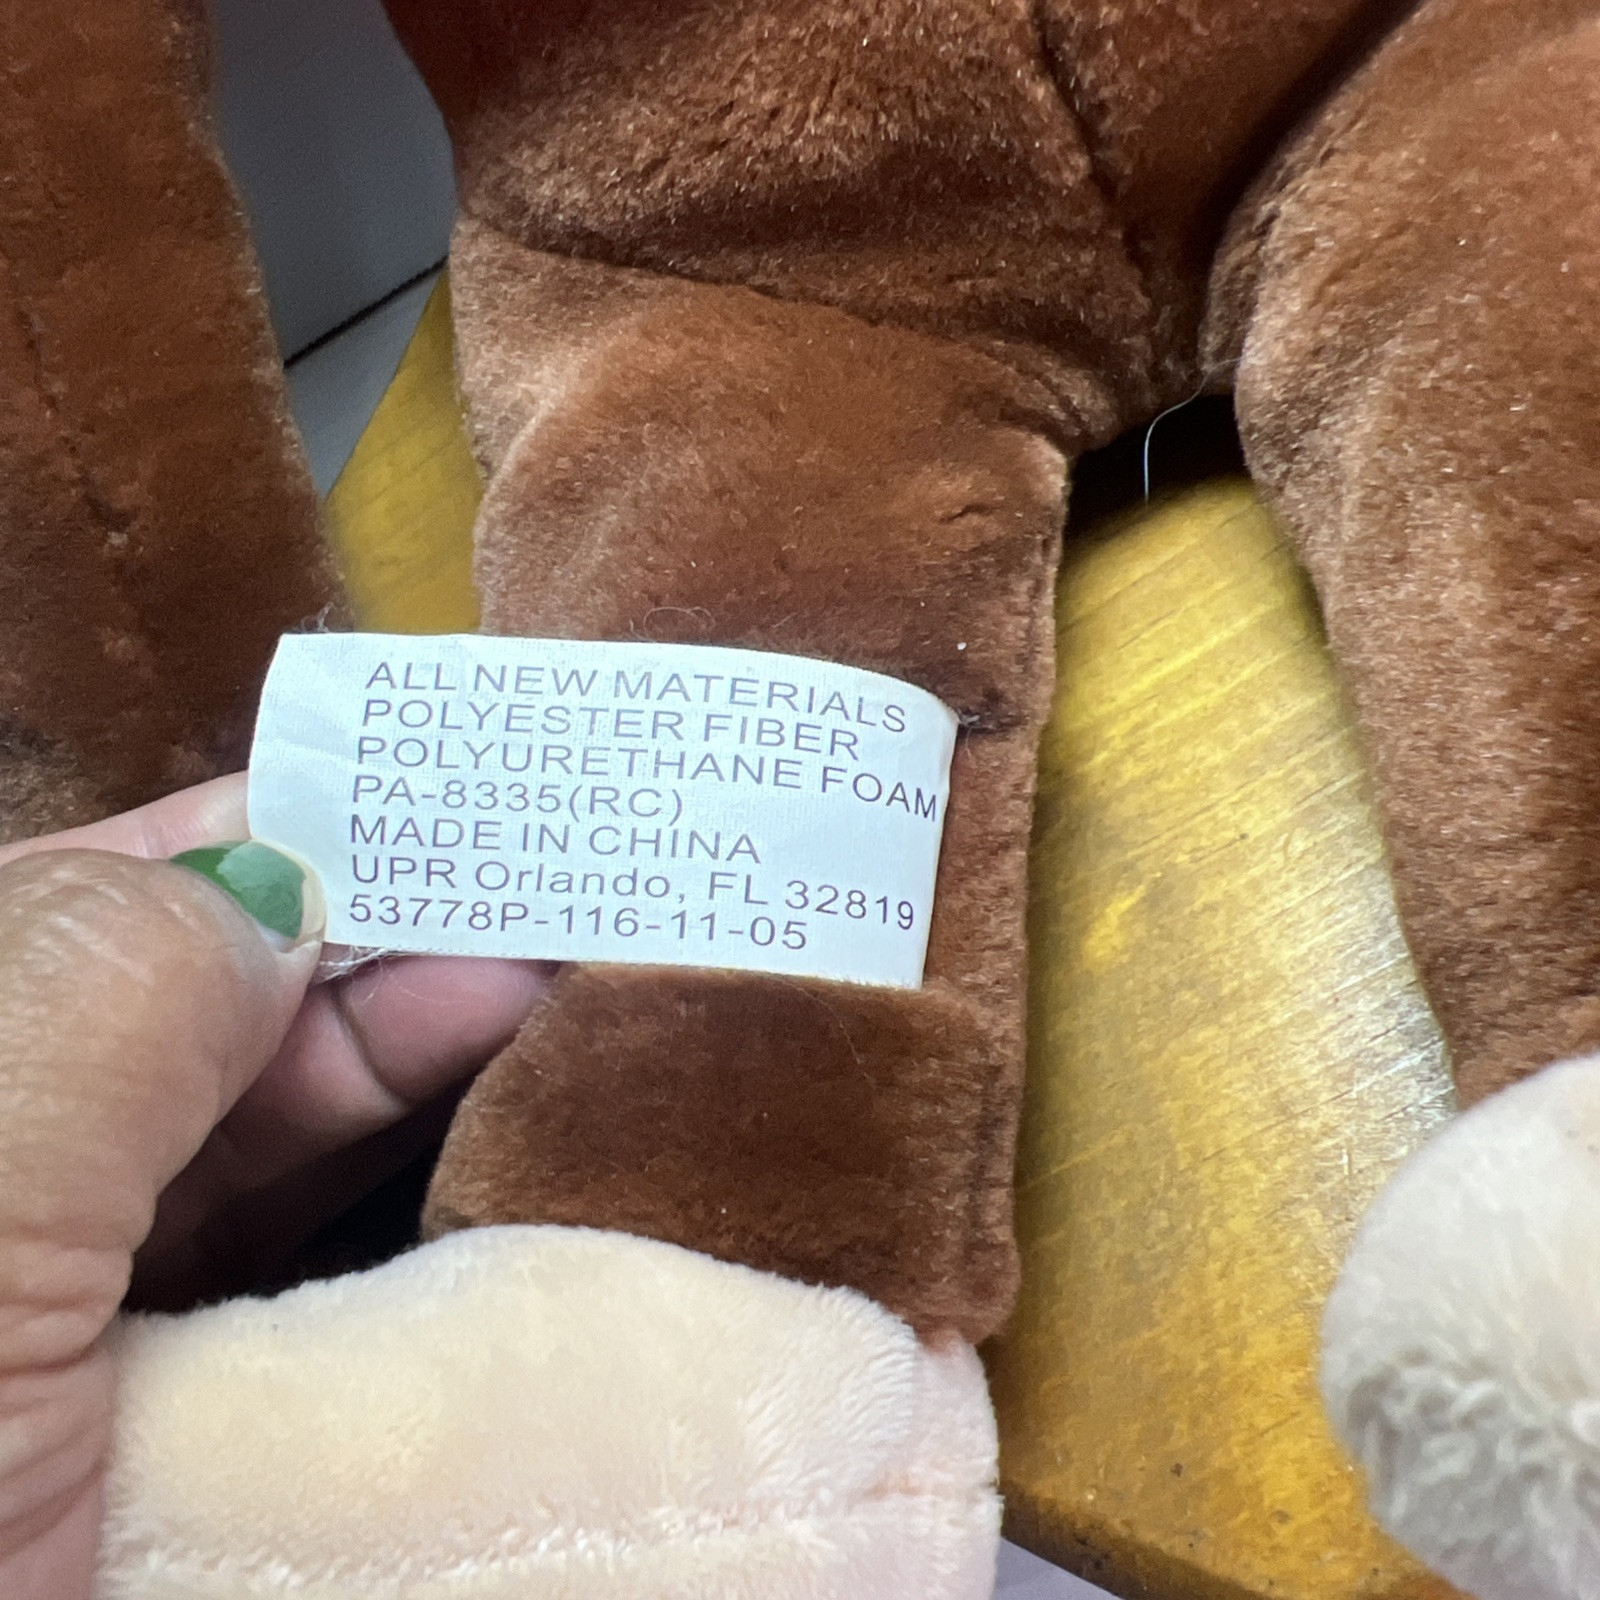 ALL NEW MATERIALS
POLYESTER FIBER
POLYURETHANE FOAM
PA-8335(RC)
MADE IN CHINA
UPR Orlando, FL 32819
53778P-116-11-05